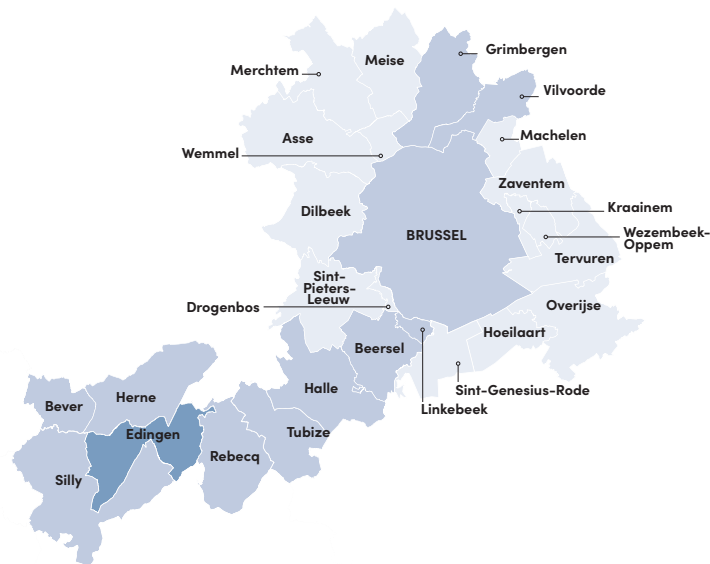 Grimbergen
Meise
Merchtem
Vilvoorde
Machelen
Asse
Wemmel
Zaventem
Kraainem
Dilbeek
BRUSSEL
Wezembeek-
Oppem
Tervuren
Sint-
Pieters-
Leeuw
Drogenbos
Overijse
Hoeilaart
Beersel
Halle
Sint-Genesius-Rode
Linkebeek
Herne
Bever
Edingen
Tubize
Rebecq
Silly